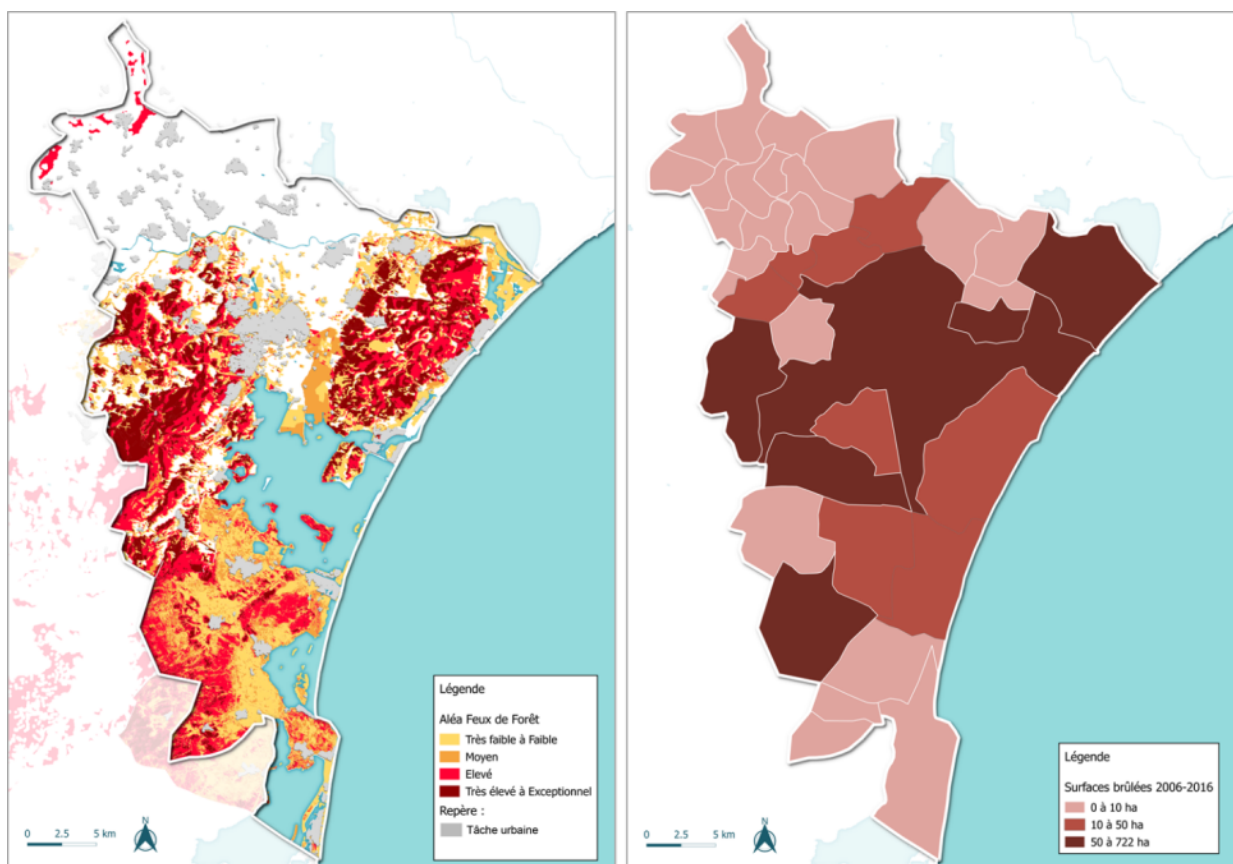 Légende
Aléa Feux de Forêt
Très faible à Faible
Moyen
Elevé
Très élevé à Exceptionnel
Repère :
Tâche urbaine
0 2.5 5 km
N
Légende
Surfaces brûlées 2006-2016
0 à 10 ha
10 à 50 ha
50 à 722 ha
0 2.5 5 km
N